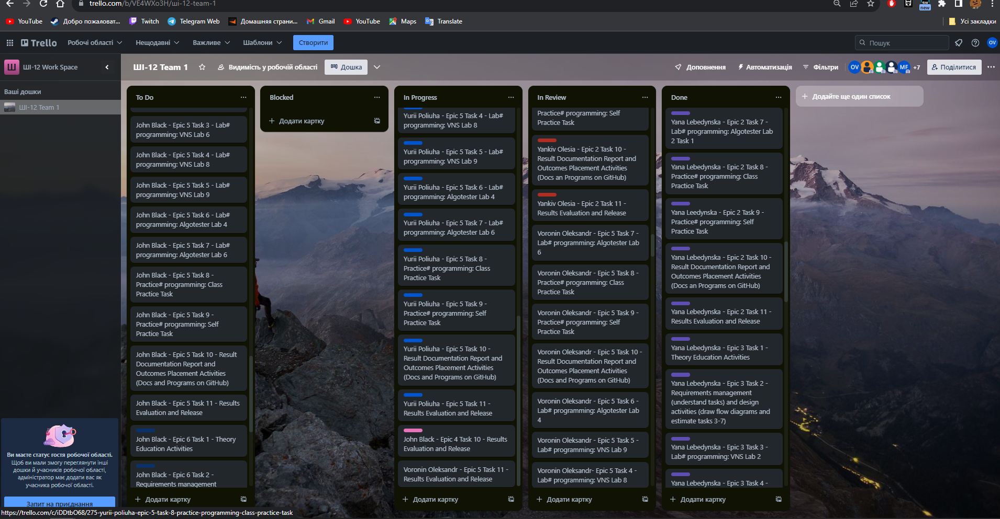 trello.com/b/VE4WXo3H/ші-12-team-1
new
YouTube
Добро пожаловат...
Twitch
Telegram Web
Домашняя страни...
Gmail
YouTube
Maps
Translate
Усі закладки
Trello
Робочі області
Нещодавні
Важливе
Шаблони
Створити
Пошук
OV
Ш
ШІ-12 Work Space
ШІ-12 Team 1
Видимість у робочій області
Дошка
Доповнення
Автоматизація
Фільтри
OV
MF
+7
Поділитися
Ваші дошки
ШІ-12 Team 1
Ви маєте статус гостя робочої області.
Щоб ви мали змогу переглянути інші
дошки й учасників робочої області,
адміністратор має додати вас як
учасника робочої області.
Запит на приєднання
To Do
John Black - Epic 5 Task 3 - Lab#
programming: VNS Lab 6
John Black - Epic 5 Task 4 - Lab#
programming: VNS Lab 8
John Black - Epic 5 Task 5 - Lab#
programming: VNS Lab 9
John Black - Epic 5 Task 6 - Lab#
programming: Algotester Lab 4
John Black - Epic 5 Task 7 - Lab#
programming: Algotester Lab 6
John Black - Epic 5 Task 8 -
Practice# programming: Class
Practice Task
John Black - Epic 5 Task 9 -
Practice# programming: Self
Practice Task
John Black - Epic 5 Task 10 - Result
Documentation Report and
Outcomes Placement Activities
(Docs and Programs on GitHub)
John Black - Epic 5 Task 11 - Results
Evaluation and Release
John Black - Epic 6 Task 1 - Theory
Education Activities
John Black - Epic 6 Task 2 -
Requirements management
Додати картку
Blocked
Додати картку
In Progress
Yurii Poliuha - Epic 5 Task 4 - Lab#
programming: VNS Lab 8
Yurii Poliuha - Epic 5 Task 5 - Lab#
programming: VNS Lab 9
Yurii Poliuha - Epic 5 Task 6 - Lab#
programming: Algotester Lab 4
Yurii Poliuha - Epic 5 Task 7 - Lab#
programming: Algotester Lab 6
Yurii Poliuha - Epic 5 Task 8 -
Practice# programming: Class
Practice Task
Yurii Poliuha - Epic 5 Task 9 -
Practice# programming: Self
Practice Task
Yurii Poliuha - Epic 5 Task 10 -
Result Documentation Report and
Outcomes Placement Activities
(Docs and Programs on GitHub)
Yurii Poliuha - Epic 5 Task 11 -
Results Evaluation and Release
John Black - Epic 4 Task 10 - Results
Evaluation and Release
Voronin Oleksandr - Epic 5 Task 11 -
Results Evaluation and Release
Додати картку
In Review
Practice# programming: Self
Practice Task
Yankiv Olesia - Epic 2 Task 10 -
Result Documentation Report and
Outcomes Placement Activities
(Docs an Programs on GitHub)
Yankiv Olesia - Epic 2 Task 11 -
Results Evaluation and Release
Voronin Oleksandr - Epic 5 Task 7 -
Lab# programming: Algotester Lab
6
Voronin Oleksandr - Epic 5 Task 8 -
Practice# programming: Class
Practice Task
Voronin Oleksandr - Epic 5 Task 9 -
Practice# programming: Self
Practice Task
Voronin Oleksandr - Epic 5 Task 10 -
Result Documentation Report and
Outcomes Placement Activities
(Docs and Programs on GitHub)
Voronin Oleksandr - Epic 5 Task 6 -
Lab# programming: Algotester Lab
4
Voronin Oleksandr - Epic 5 Task 5 -
Lab# programming: VNS Lab 9
Voronin Oleksandr- Epic 5 Task 4 -
Lab# programming: VNS Lab 8
Додати картку
Done
Yana Lebedynska - Epic 2 Task 7 -
Lab# programming: Algotester Lab
2 Task 1
Yana Lebedynska - Epic 2 Task 8 -
Practice# programming: Class
Practice Task
Yana Leedynska - Epic 2 Task 9 -
Practice# programming: Self
Practice Task
Yana Lebedynska - Epic 2 Task 10 -
Result Documentation Report and
Outcomes Placement Activities
(Docs an Programs on GitHub)
Yana Lebedynska - Epic 2 Task 11 -
Results Evaluation and Release
Yana Lebedynska - Epic 3 Task 1 -
Theory Education Activities
Yana Lebedynska - Epic 3 Task 2 -
Requirements management
(understand tasks) and design
activities (draw flow diagrams and
estimate tasks 3-7)
Yana Lebedynska - Epic 3 Task 3 -
Lab# programming: VNS Lab 2
Yana Lebedynska - Epic 3 Task 4 -
Додати картку
Додайте ще один список
https://trello.com/c/iDDtbO68/275-yurii-poliuha-epic-5-task-8-practice-programming-class-practice-task